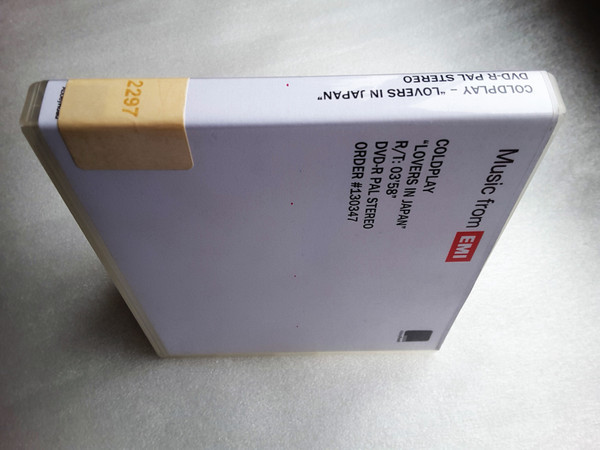 COLDPLAY – "LOVERS IN JAPAN"
DVD-R PAL STEREO
2297
Music from EMI
COLDPLAY
"LOVERS IN JAPAN"
R/T: 03'58"
DVD-R PAL STEREO
ORDER #130347